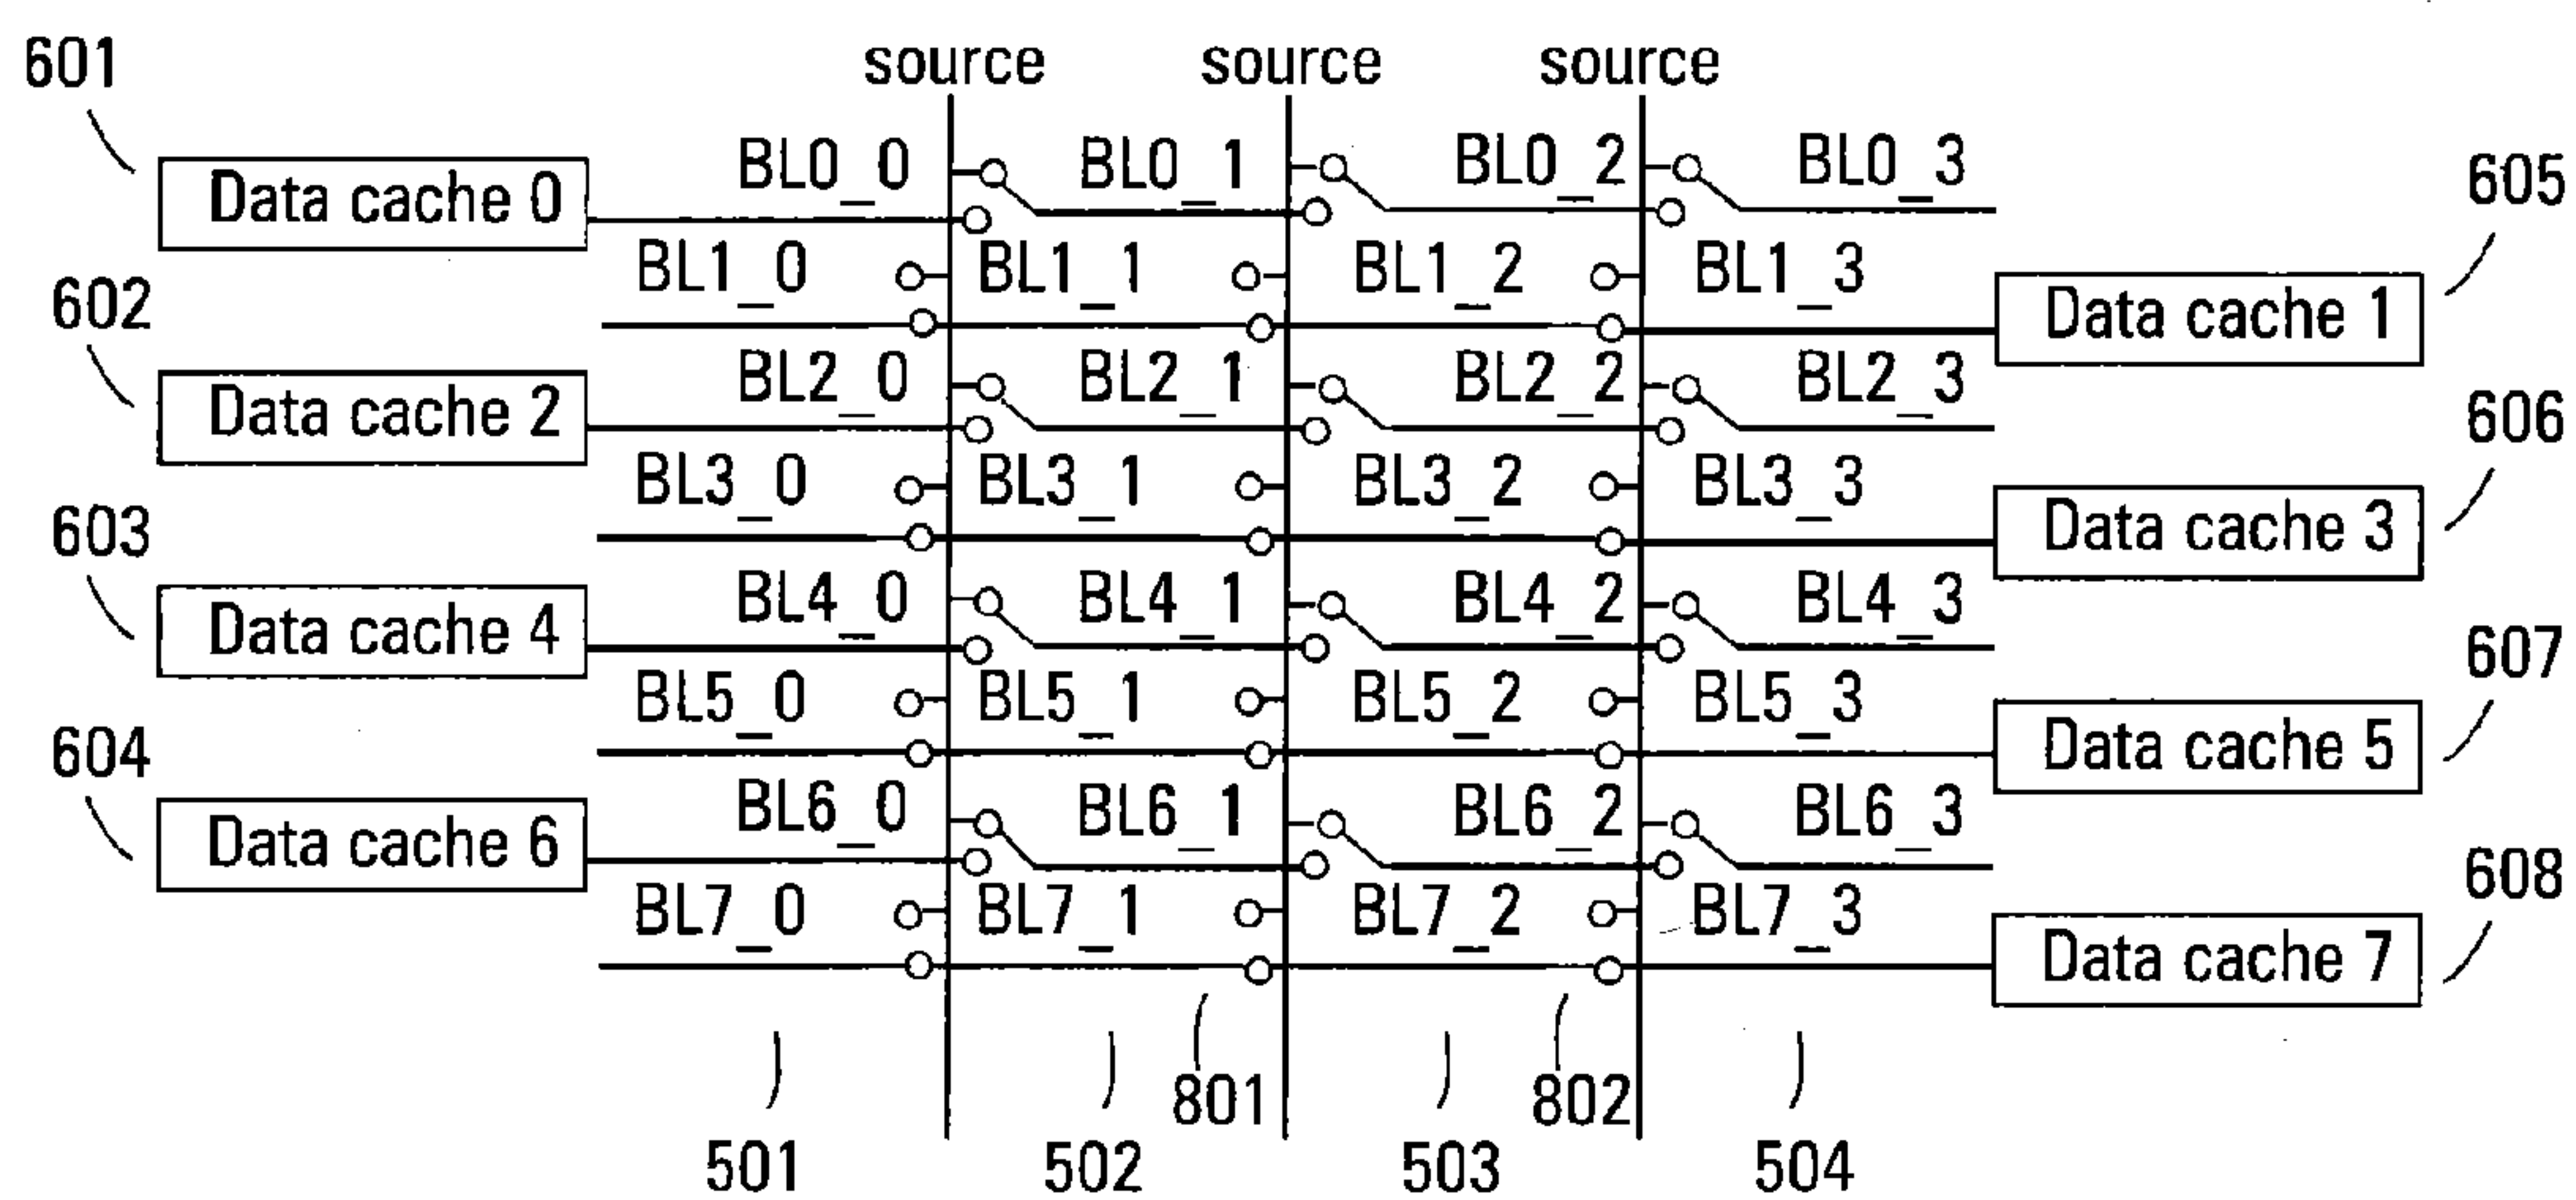 601 source source source
BL0_0 BL0_1 BL0_2 BL0_3 605
Data cache 0
BL1_0 BL1_1 BL1_2 BL1_3
602 Data cache 1
BL2_0 BL2_1 BL2_2 BL2_3
Data cache 2 606
BL3_0 BL3_1 BL3_2 BL3_3
603 Data cache 3
BL4_0 BL4_1 BL4_2 BL4_3
Data cache 4 607
BL5_0 BL5_1 BL5_2 BL5_3
604 Data cache 5
BL6_0 BL6_1 BL6_2 BL6_3
Data cache 6 608
BL7_0 BL7_1 BL7_2 BL7_3
Data cache 7
801 802
501 502 503 504